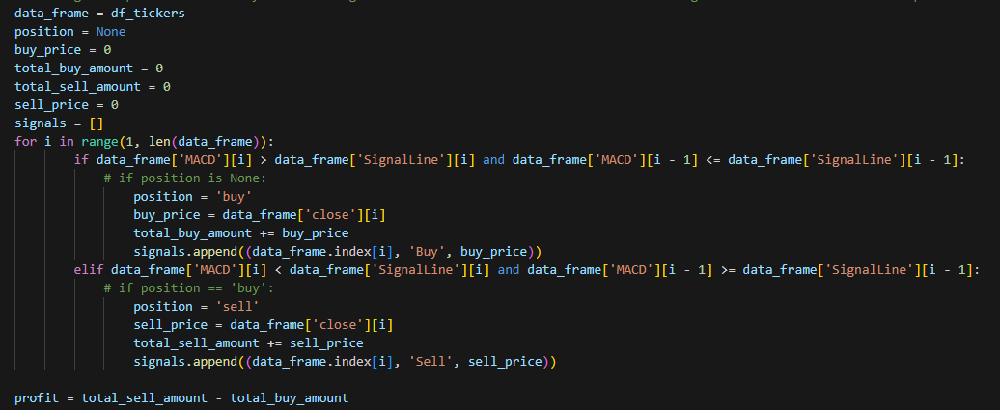 data_frame = df_tickers
position = None
buy_price = 0
total_buy_amount = 0
total_sell_amount = 0
sell_price = 0
signals = []
for i in range(1, len(data_frame)):
        if data_frame['MACD'][i] > data_frame['SignalLine'][i] and data_frame['MACD'][i - 1] <= data_frame['SignalLine'][i - 1]:
            # if position is None:
                position = 'buy'
                buy_price = data_frame['close'][i]
                total_buy_amount += buy_price
                signals.append((data_frame.index[i], 'Buy', buy_price))
        elif data_frame['MACD'][i] < data_frame['SignalLine'][i] and data_frame['MACD'][i - 1] >= data_frame['SignalLine'][i - 1]:
            # if position == 'buy':
                position = 'sell'
                sell_price = data_frame['close'][i]
                total_sell_amount += sell_price
                signals.append((data_frame.index[i], 'Sell', sell_price))
profit = total_sell_amount - total_buy_amount